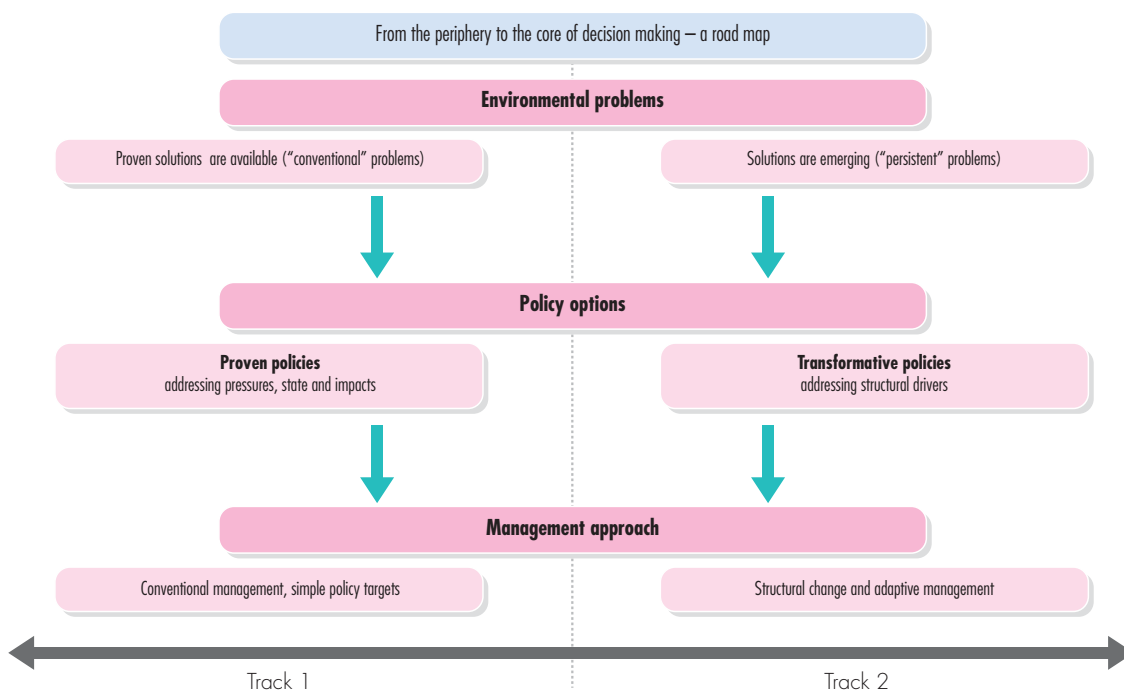 From the periphery to the core of decision making – a road map
Environmental problems
Proven solutions are available (“conventional” problems)
Solutions are emerging (“persistent” problems)
Policy options
Proven policies
addressing pressures, state and impacts
Transformative policies
addressing structural drivers
Management approach
Conventional management, simple policy targets
Structural change and adaptive management
Track 1
Track 2